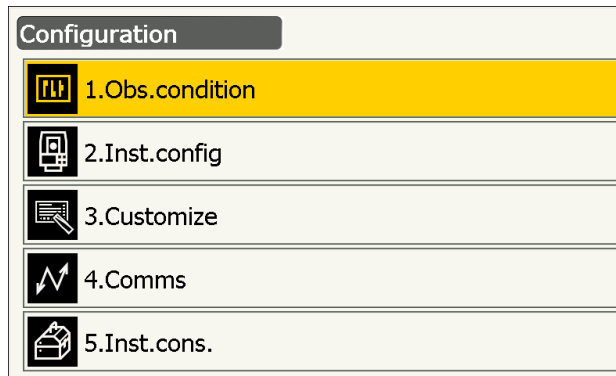 Configuration
1.Obs.condition
2.Inst.config
3.Customize
4.Comms
5.Inst.cons.